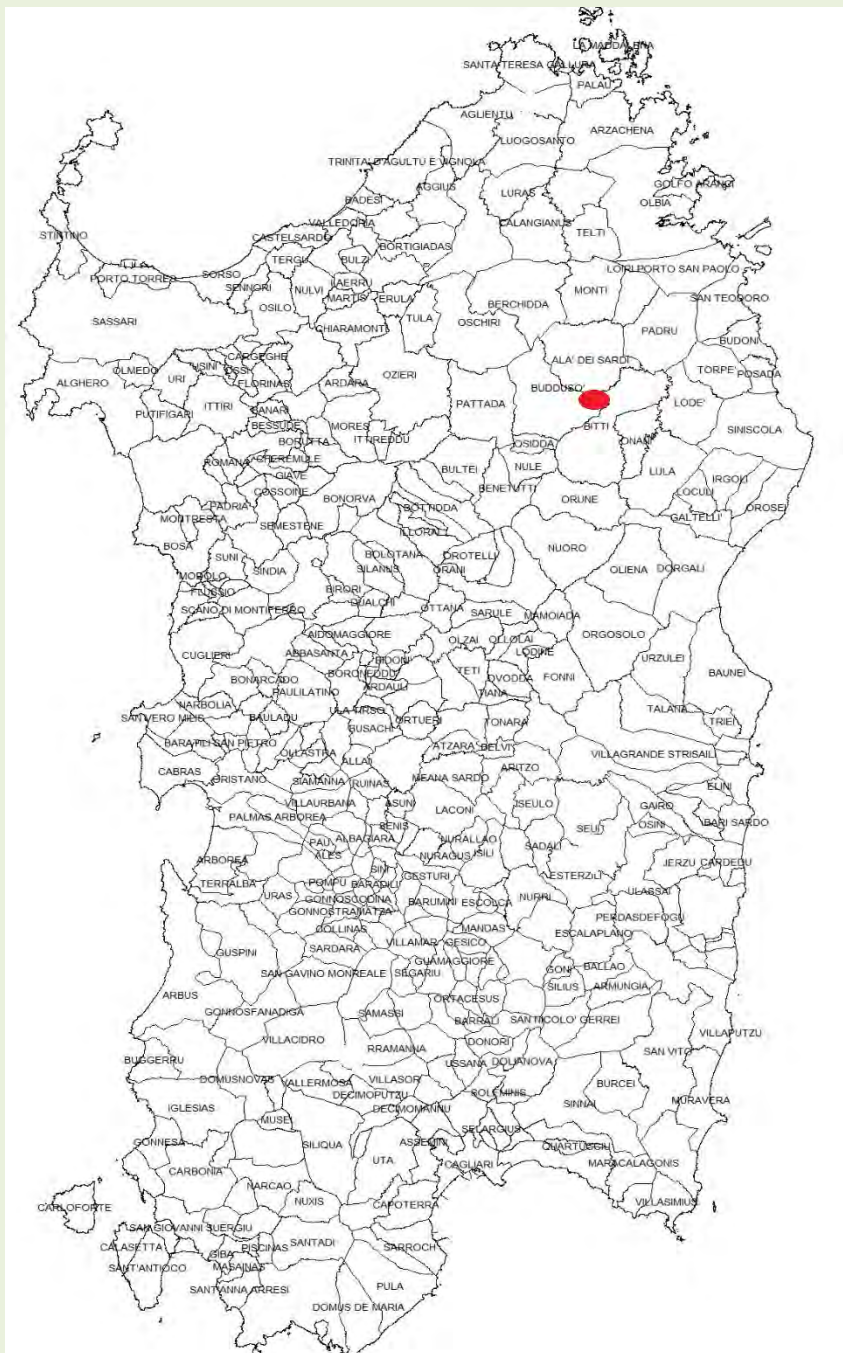 LA MADDALENA
SANTA TERESA GALLURA
PALAU
AGLIENTU
ARZACHENA
LUOGOSANTO
TRINITA' D'AGULTU E VIGNOLA
AGGIUS
GOLFO ARANCI
LURAS
BADESI
OLBIA
VALLEDORIA
CALANGIANUS
TELTI
STINTINO
CASTELSARDO
BORTIGIADAS
TERGU
BULZI
LOIRI PORTO SAN PAOLO
PORTO TORRES
SORSO
SENNORI
LAERRU
NULVI
MARTIS
ERULA
BERCHIDDA
MONTI
SAN TEODORO
OSILO
SASSARI
TULA
OSCHIRI
CHIARAMONTI
PADRU
BUDONI
CARGEGHE
ALA' DEI SARDI
OLMEDO
USINI
OSSI
TORPE'
POSADA
ALGHERO
URI
FLORINAS
ARDARA
OZIERI
BUDDUSO'
PUTIFIGARI
ITTIRI
BANARI
PATTADA
LODE'
BESSUDE
MORES
BITTI
SINISCOLA
BORUTTA
ITTIREDDU
OSIDDA
ONANI
ROMANA
CHEREMULE
NULE
BULTEI
LULA
GIAVE
IRGOLI
COSSOINE
BENETUTTI
LOCULI
BONORVA
ORUNE
PADRIA
BOTTIDDA
OROSEI
MONTRESTA
SEMESTENE
GALTELLI'
ILLORAI
BOSA
NUORO
SUNI
BOLOTANA
OROTELLI
SINDIA
SILANUS
ORANI
OLIENA
DORGALI
MODOLO
FLUSSIO
BIRORI
DUALCHI
SCANO DI MONTIFERRO
OTTANA
SARULE
MAMOIADA
AIDOMAGGIORE
OLZAI
OLLOLAI
ORGOSOLO
CUGLIERI
ABBASANTA
LODINE
BIDONI'
URZULEI
BORONEDDU
TETI
OVODDA
FONNI
BAUNEI
BONARCADO
ARDAULI
PAULILATINO
TIANA
NARBOLIA
ULA TIRSO
TALANA
SAN VERO MILIS
BAULADU
ORTUERI
TONARA
TRIEI
BUSACHI
BARATILI SAN PIETRO
OLLASTRA
ATZARA
BELVI
VILLAGRANDE STRISAILI
ALLAI
CABRAS
ARITZO
ORISTANO
SIAMANNA
RUINAS
MEANA SARDO
ELINI
VILLAURBANA
ASUNI
LACONI
ISEULO
GAIRO
PALMAS ARBOREA
SENIS
SEUI
OSINI
BARI SARDO
PAU
ALBAGIARA
NURALLAO
SADALI
ARBOREA
ALES
NURAGUS
ISILI
JERZU
CARDEDU
SINI
TERRALBA
POMPU
BARADILI
GESTURI
ESTERZILI
URAS
GONNOSCODINA
BARUMINI
ESCOLCA
NURRI
ULASSAI
GONNOSTRAMATZA
PERDASDEFOGU
COLLINAS
MANDAS
ESCALAPLANO
GUSPINI
SARDARA
VILLAMAR
GESICO
GUAMAGGIORE
SAN GAVINO MONREALE
SEGARIU
GONI
BALLAO
ARBUS
ORTACESUS
SILIUS
ARMUNGIA
GONNOSFANADIGA
SAMASSI
BARRALI
VILLAPUTZU
VILLACIDRO
DONORI
SAN VITO
RRAMANNA
BUGGERRU
USSANA
DOLIANOVA
DOMUSNOVAS
VALLERMOSA
VILLASOR
BURCEI
DECIMOPUTZU
SOLEMINIS
IGLESIAS
DECIMOMANNU
SINNAI
MURAVERA
MUSEI
SELARGIUS
GONNESA
SILIQUA
ASSEMINI
QUARTUCCIU
UTA
CAGLIARI
MARACALAGONIS
CARBONIA
NARCAO
CARLOFORTE
NUXIS
CAPOTERRA
VILLASIMIUS
SAN GIOVANNI SUERGIU
SANTADI
CALASETTA
GIBA
PISCINAS
SARROCH
SANT'ANTIOCO
MASAINAS
SANT'ANNA ARRESI
PULA
DOMUS DE MARIA